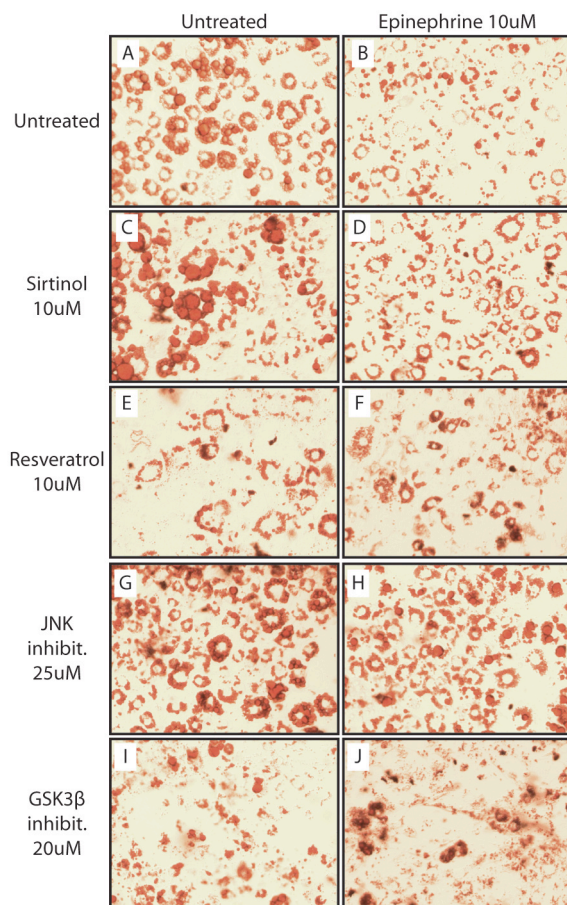 Untreated
Epinephrine 10uM
A
B
Untreated
C
D
Sirtinol
10uM
E
F
Resveratrol
10uM
G
H
JNK
inhibit.
25uM
I
J
GSK3β
inhibit.
20uM